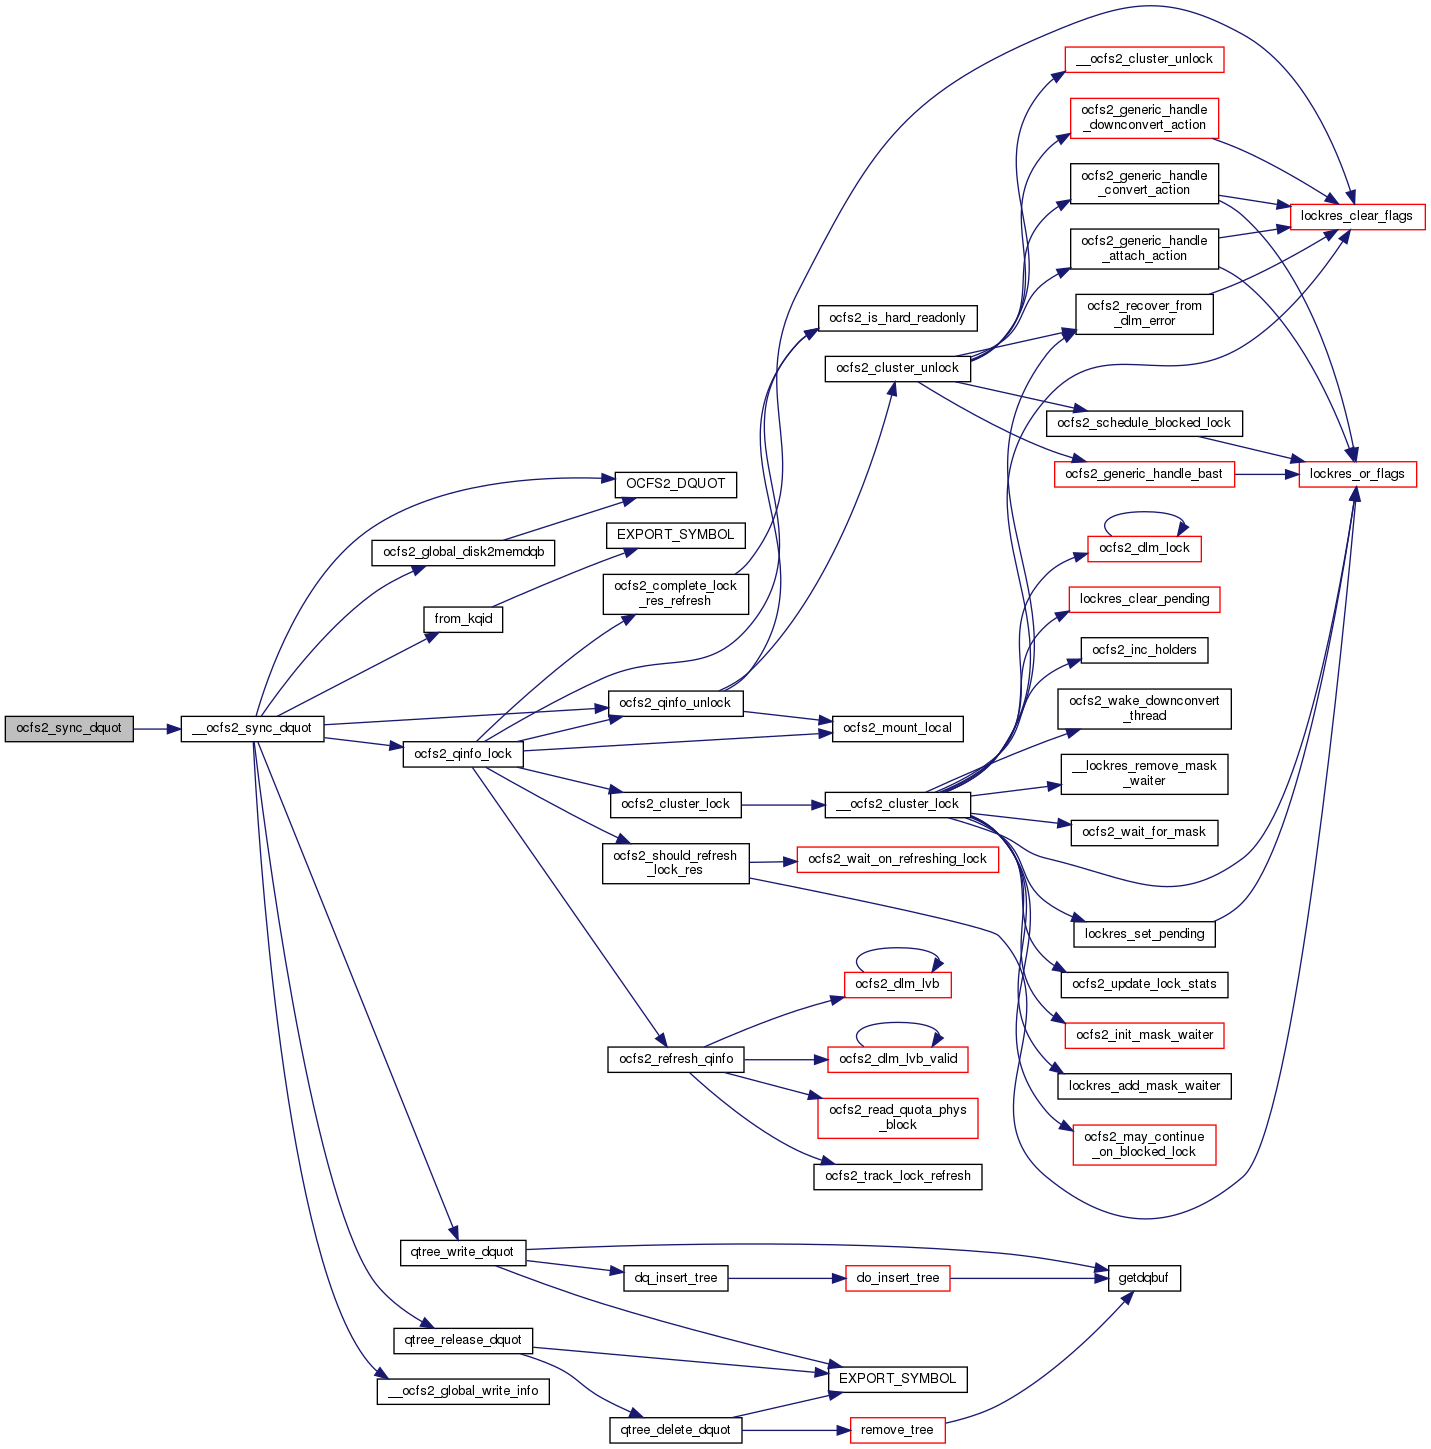 ocfs2_sync_dquot
__ocfs2_sync_dquot
OCFS2_DQUOT
ocfs2_global_disk2memdqb
EXPORT_SYMBOL
from_kqid
ocfs2_complete_lock
_res_refresh
ocfs2_qinfo_unlock
ocfs2_qinfo_lock
ocfs2_cluster_lock
ocfs2_should_refresh
_lock_res
ocfs2_refresh_qinfo
qtree_write_dquot
dq_insert_tree
qtree_release_dquot
__ocfs2_global_write_info
qtree_delete_dquot
ocfs2_is_hard_readonly
ocfs2_cluster_unlock
ocfs2_mount_local
__ocfs2_cluster_lock
ocfs2_wait_on_refreshing_lock
ocfs2_dlm_lvb
ocfs2_dlm_lvb_valid
ocfs2_read_quota_phys
_block
ocfs2_track_lock_refresh
do_insert_tree
EXPORT_SYMBOL
remove_tree
__ocfs2_cluster_unlock
ocfs2_generic_handle
_downconvert_action
ocfs2_generic_handle
_convert_action
ocfs2_generic_handle
_attach_action
ocfs2_recover_from
_dlm_error
ocfs2_schedule_blocked_lock
ocfs2_generic_handle_bast
ocfs2_dlm_lock
lockres_clear_pending
ocfs2_inc_holders
ocfs2_wake_downconvert
_thread
__lockres_remove_mask
_waiter
ocfs2_wait_for_mask
lockres_set_pending
ocfs2_update_lock_stats
ocfs2_init_mask_waiter
lockres_add_mask_waiter
ocfs2_may_continue
_on_blocked_lock
getdqbuf
lockres_clear_flags
lockres_or_flags